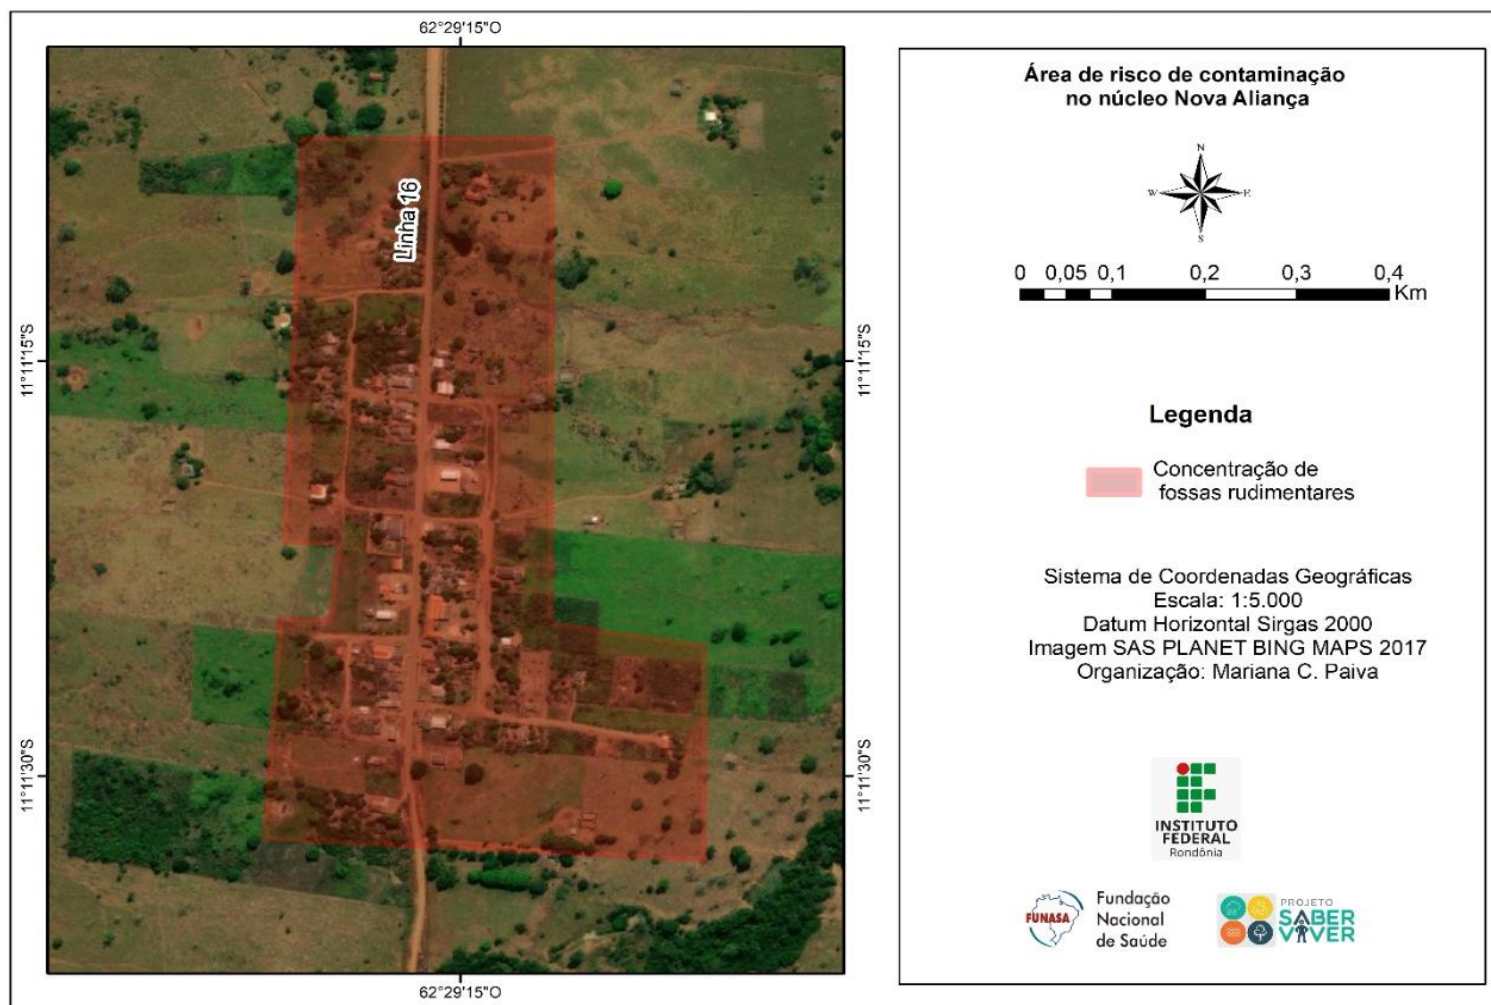 62°29'15"O
Linha 16
11°11'15"S
11°11'15"S
11°11'30"S
11°11'30"S
62°29'15"O
Área de risco de contaminação
no núcleo Nova Aliança
N
W
E
S
0 0,05 0,1 0,2 0,3 0,4
Km
Legenda
Concentração de
fossas rudimentares
Sistema de Coordenadas Geográficas
Escala: 1:5.000
Datum Horizontal Sirgas 2000
Imagem SAS PLANET BING MAPS 2017
Organização: Mariana C. Paiva
INSTITUTO
FEDERAL
Rondônia
FUNASA
Fundação
Nacional
de Saúde
PROJETO
SABER
VIVER